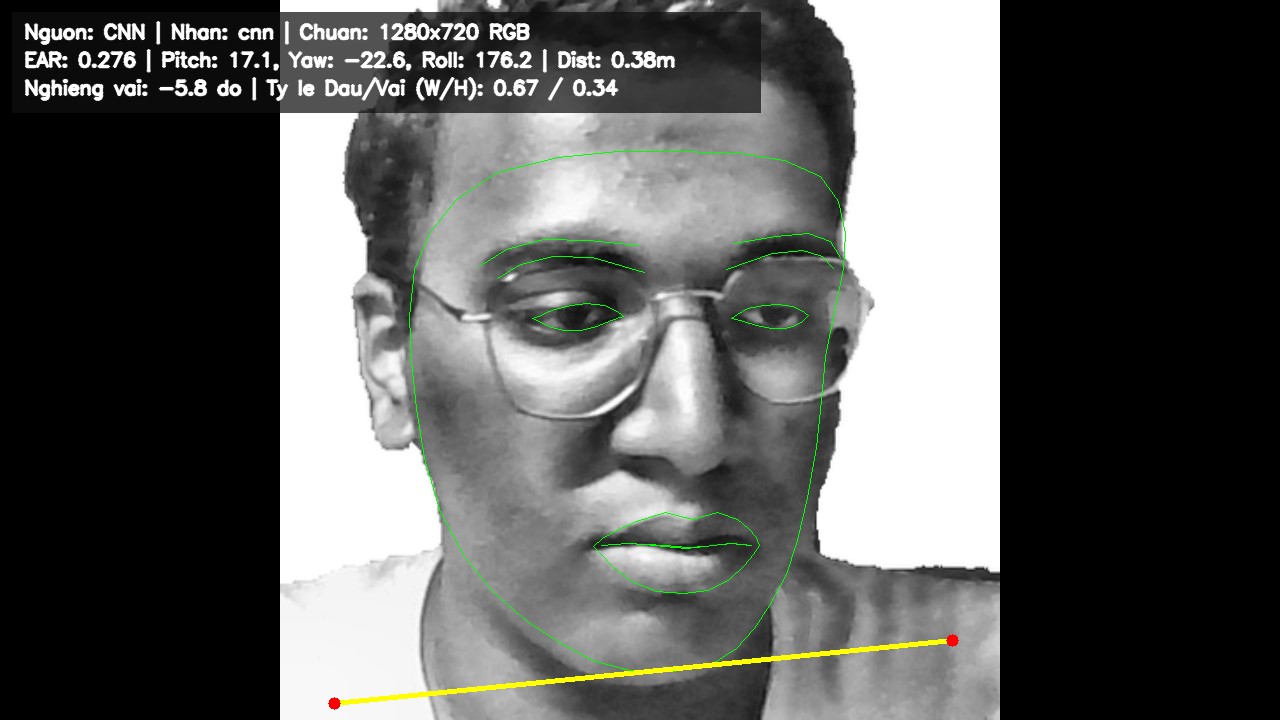 Nguon: CNN | Nhan: cnn | Chuan: 1280x720 RGB
EAR: 0.276 | Pitch: 17.1, Yaw: -22.6, Roll: 176.2 | Dist: 0.38m
Nghieng vai: -5.8 do | Ty le Dau/Vai (W/H): 0.67 / 0.34